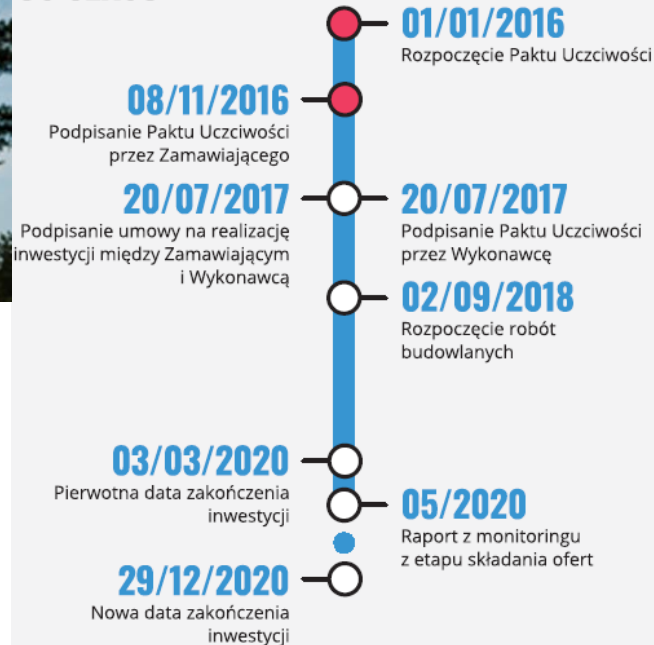 01/01/2016
Rozpoczęcie Paktu Uczciwości
08/11/2016
Podpisanie Paktu Uczciwości
przez Zamawiającego
20/07/2017
Podpisanie umowy na realizację
inwestycji między Zamawiającym
i Wykonawcą
20/07/2017
Podpisanie Paktu Uczciwości
przez Wykonawcę
02/09/2018
Rozpoczęcie robót
budowlanych
03/03/2020
Pierwotna data zakończenia
inwestycji
05/2020
Raport z monitoringu
z etapu składania ofert
29/12/2020
Nowa data zakończenia
inwestycji